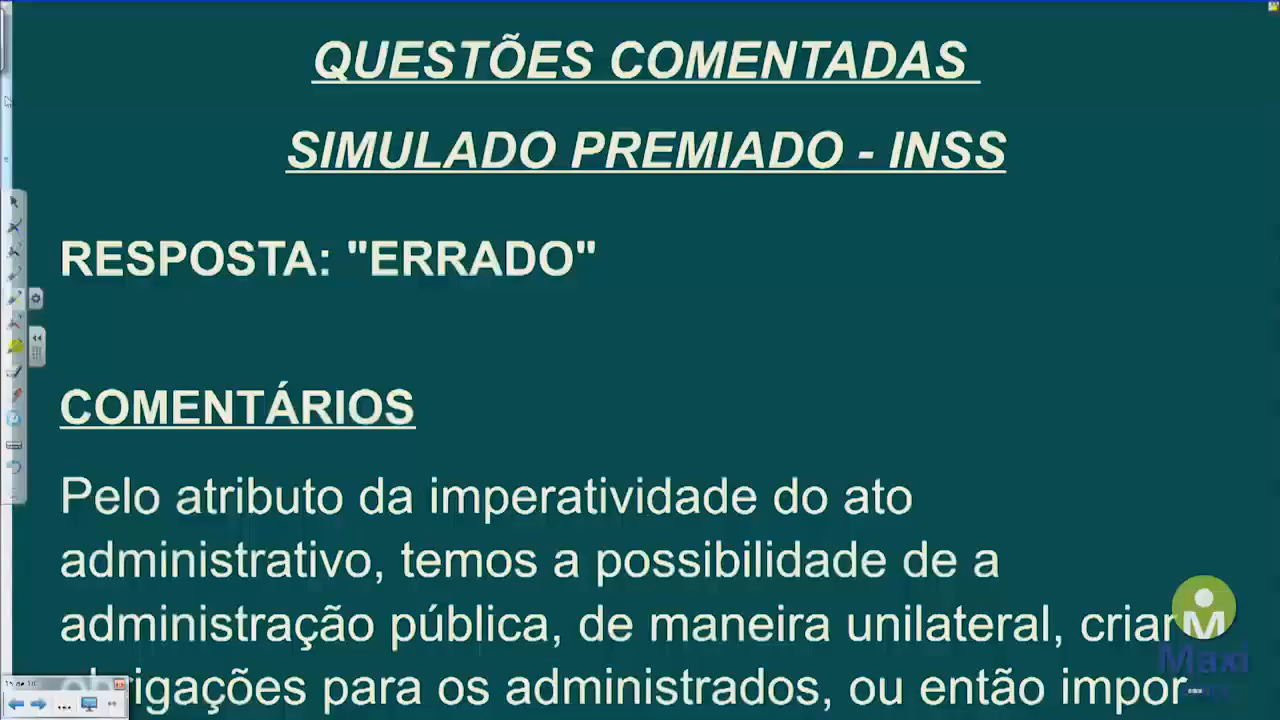 QUESTÕES COMENTADAS
SIMULADO PREMIADO - INSS
RESPOSTA: "ERRADO"
COMENTÁRIOS
Pelo atributo da imperatividade do ato
administrativo, temos a possibilidade de a
administração pública, de maneira unilateral, criar
obrigações para os administrados, ou então impor
Maxi